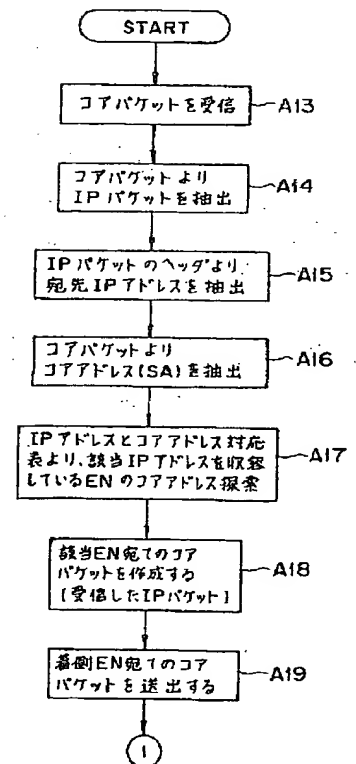 START
コアパケットを受信
A13
コアパケットより
IPパケットを抽出
A14
IPパケットのヘッダより
宛先IPアドレスを抽出
A15
コアパケットより
コアアドレス(SA)を抽出
A16
IPアドレスとコアアドレス対応
表より、該当IPアドレスを収容
しているENのコアアドレス探索
A17
該当EN宛てのコア
パケットを作成する
(受信したIPパケット)
A18
着側EN宛てのコア
パケットを送出する
A19
1